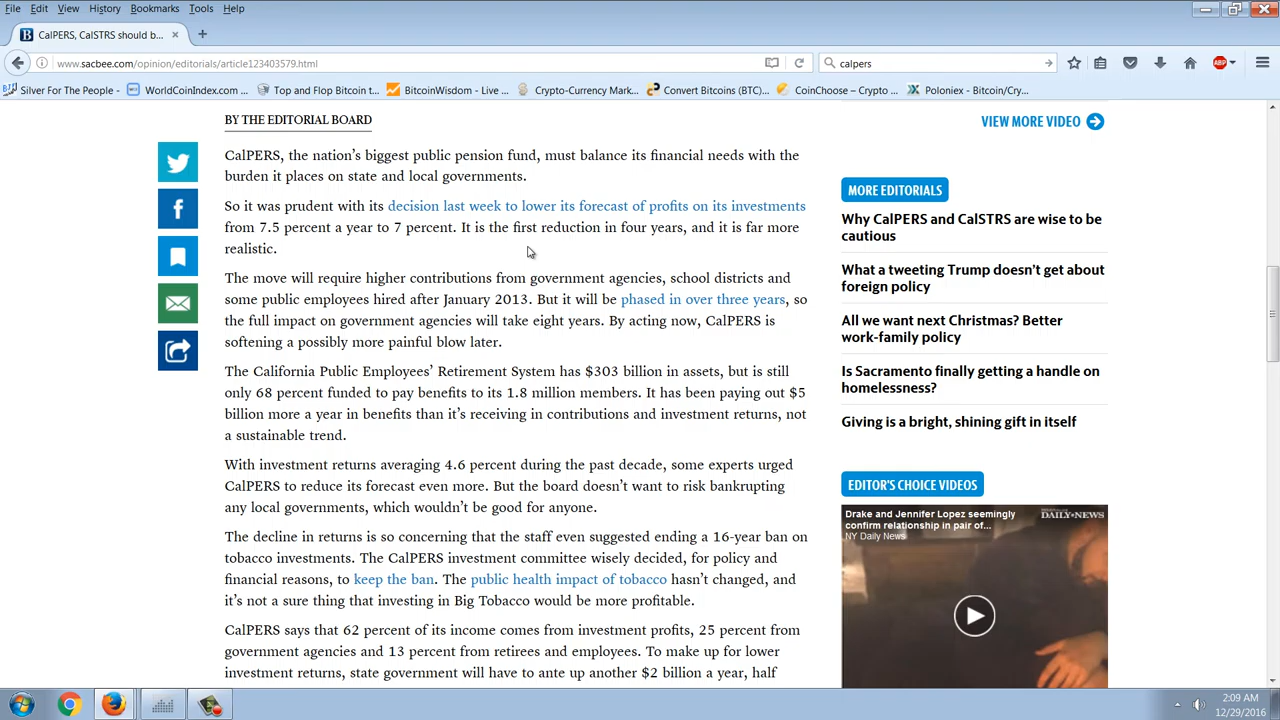 File Edit View History Bookmarks Tools Help
CalPERS, CalSTRS should b...
www.sacbee.com/opinion/editorials/article123403579.html
calpers
ABP
Silver For The People - ...
WorldCoinIndex.com ...
Top and Flop Bitcoin t...
BitcoinWisdom - Live ...
Crypto-Currency Mark...
Convert Bitcoins (BTC)...
CoinChoose – Crypto ...
Poloniex - Bitcoin/Cry...
BY THE EDITORIAL BOARD
CalPERS, the nation’s biggest public pension fund, must balance its financial needs with the
burden it places on state and local governments.
So it was prudent with its decision last week to lower its forecast of profits on its investments
from 7.5 percent a year to 7 percent. It is the first reduction in four years, and it is far more
realistic.
The move will require higher contributions from government agencies, school districts and
some public employees hired after January 2013. But it will be phased in over three years, so
the full impact on government agencies will take eight years. By acting now, CalPERS is
softening a possibly more painful blow later.
The California Public Employees’ Retirement System has $303 billion in assets, but is still
only 68 percent funded to pay benefits to its 1.8 million members. It has been paying out $5
billion more a year in benefits than it’s receiving in contributions and investment returns, not
a sustainable trend.
With investment returns averaging 4.6 percent during the past decade, some experts urged
CalPERS to reduce its forecast even more. But the board doesn’t want to risk bankrupting
any local governments, which wouldn’t be good for anyone.
The decline in returns is so concerning that the staff even suggested ending a 16-year ban on
tobacco investments. The CalPERS investment committee wisely decided, for policy and
financial reasons, to keep the ban. The public health impact of tobacco hasn’t changed, and
it’s not a sure thing that investing in Big Tobacco would be more profitable.
CalPERS says that 62 percent of its income comes from investment profits, 25 percent from
government agencies and 13 percent from retirees and employees. To make up for lower
investment returns, state government will have to ante up another $2 billion a year, half
VIEW MORE VIDEO
MORE EDITORIALS
Why CalPERS and CalSTRS are wise to be
cautious
What a tweeting Trump doesn’t get about
foreign policy
All we want next Christmas? Better
work-family policy
Is Sacramento finally getting a handle on
homelessness?
Giving is a bright, shining gift in itself
EDITOR'S CHOICE VIDEOS
Drake and Jennifer Lopez seemingly
confirm relationship in pair of...
NY Daily News
DAILY NEWS
2:09 AM
12/29/2016